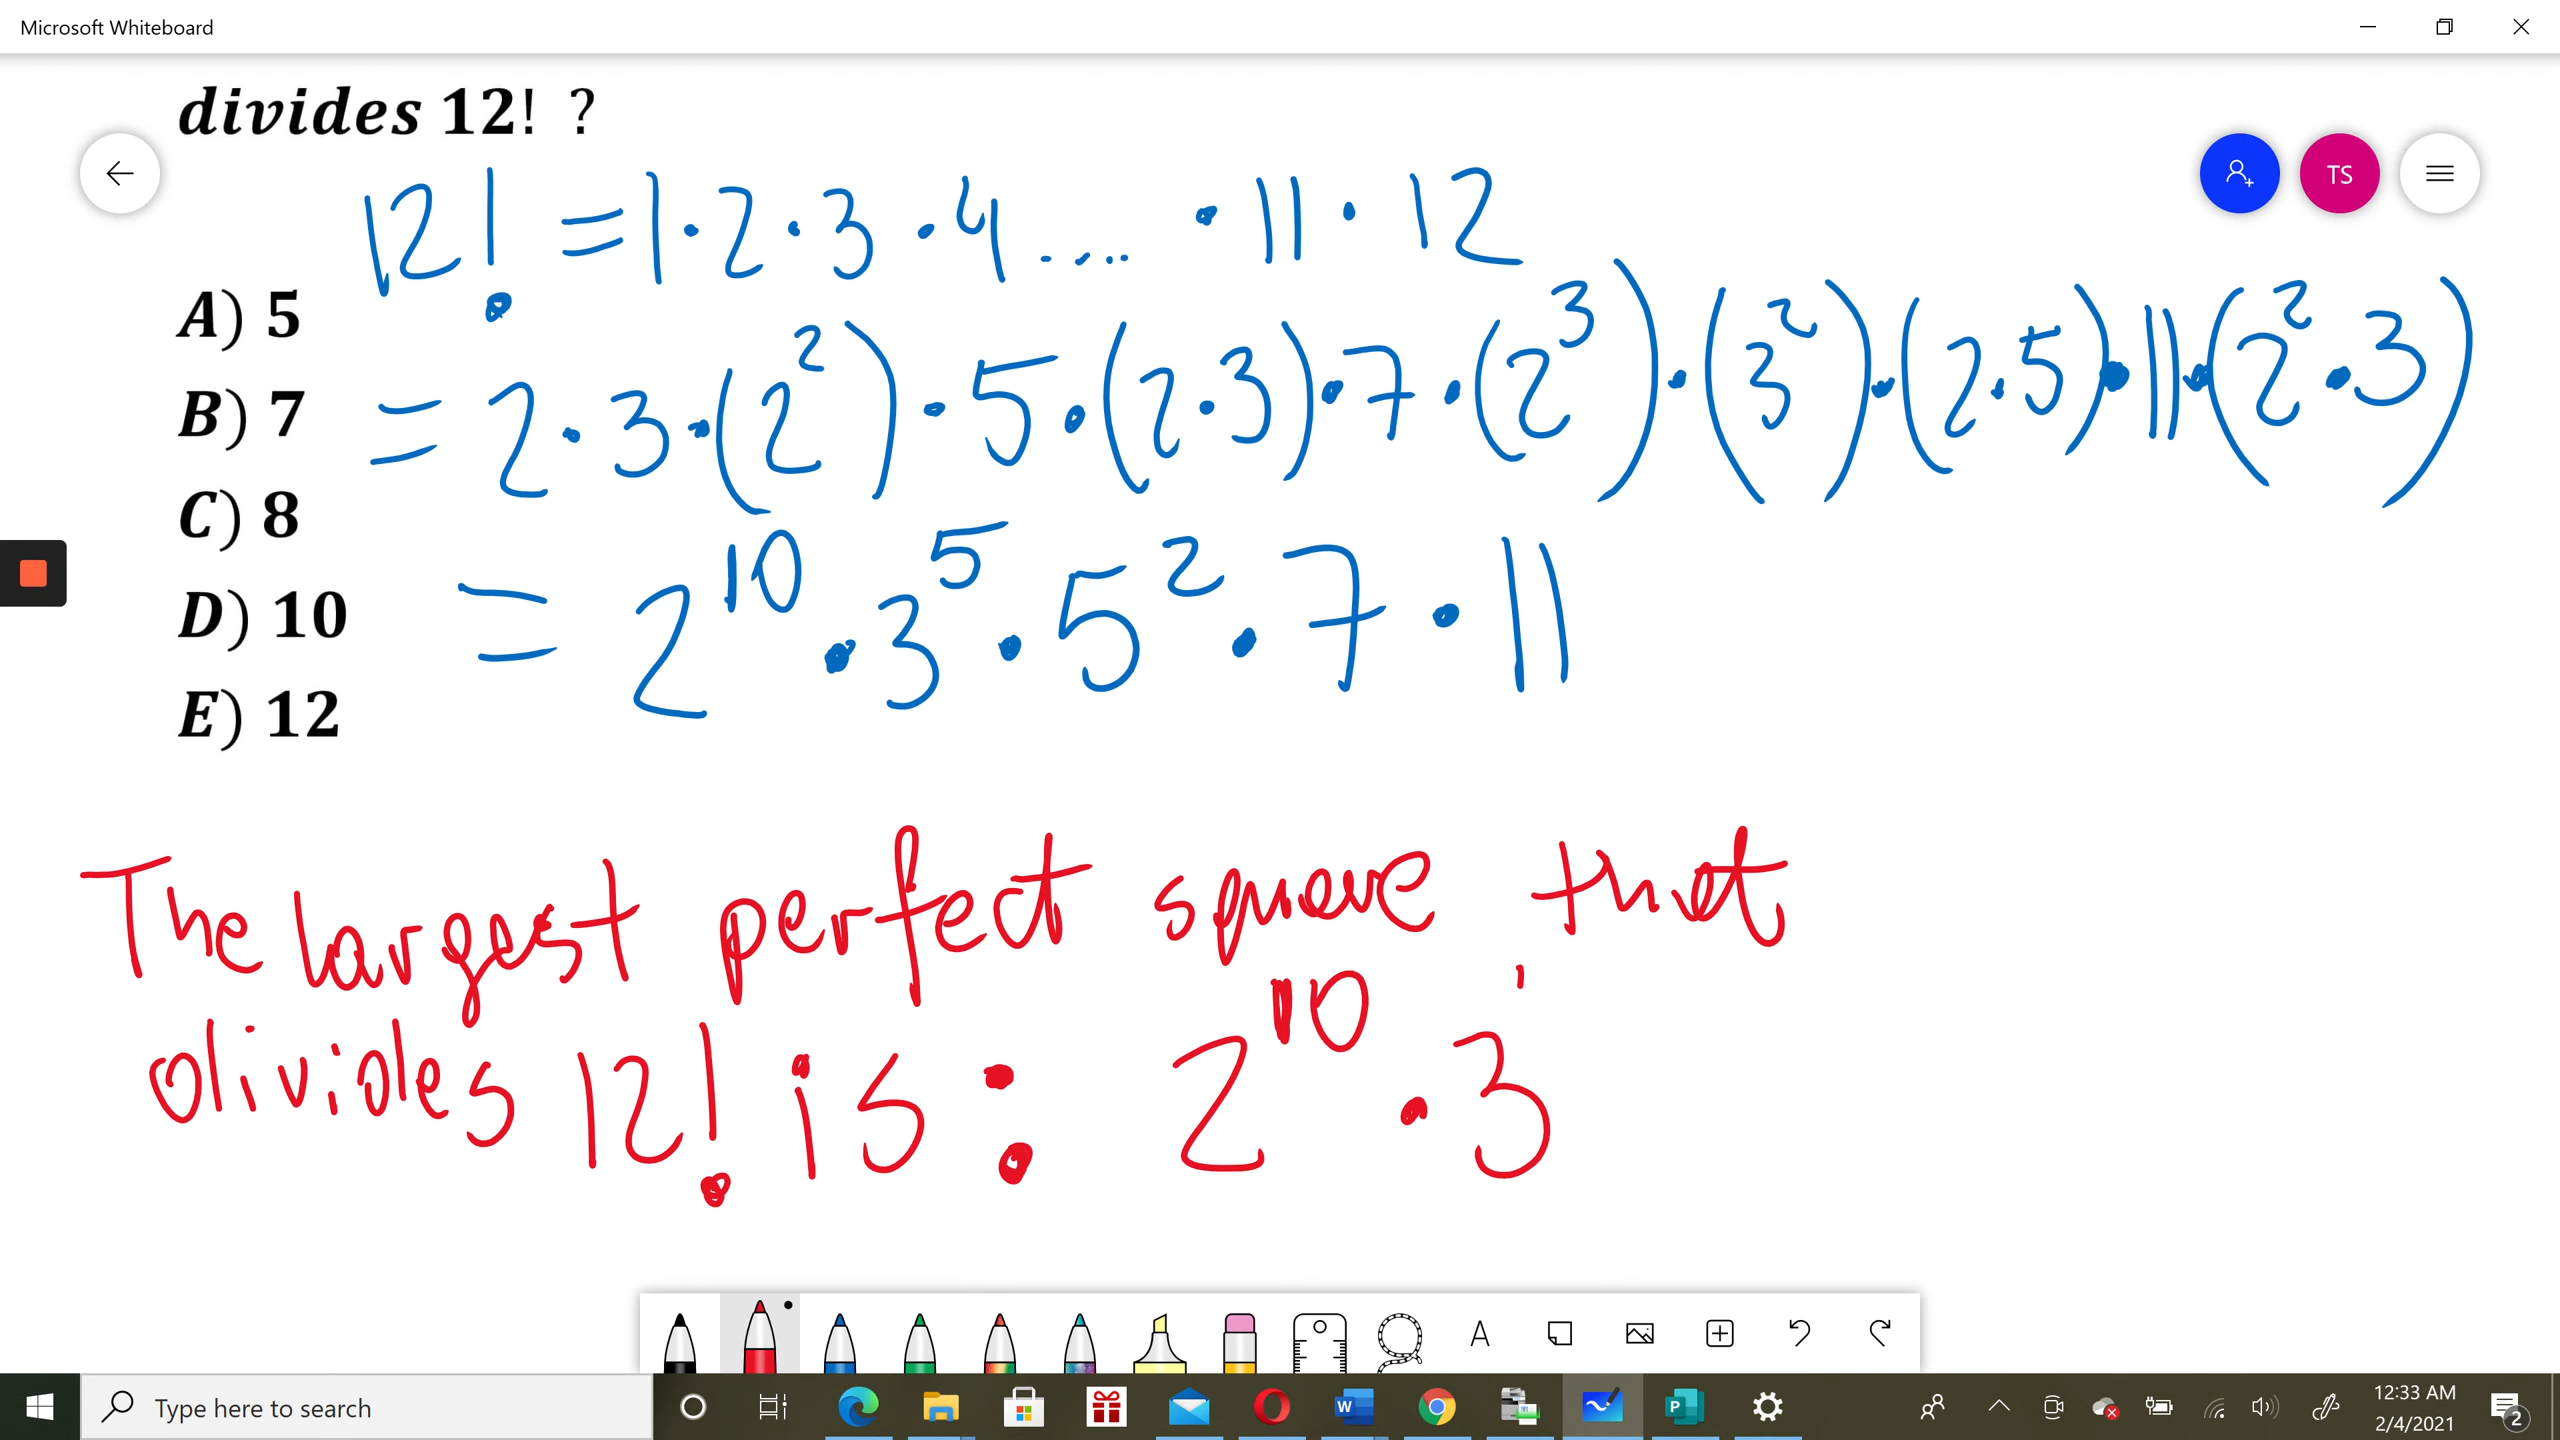 Microsoft Whiteboard
divides 12! ?
TS
12! = 1·2·3·4.... ·11·12
A) 5
= 2·3·(2²)·5·(2·3)·7·(2³)·(3²)·(2·5)·11·(2²·3)
B) 7
C) 8
= 2¹⁰·3⁵·5²·7·11
D) 10
E) 12
The largest perfect square that
divides 12! is: 2¹⁰·3
Type here to search
12:33 AM
2/4/2021
2